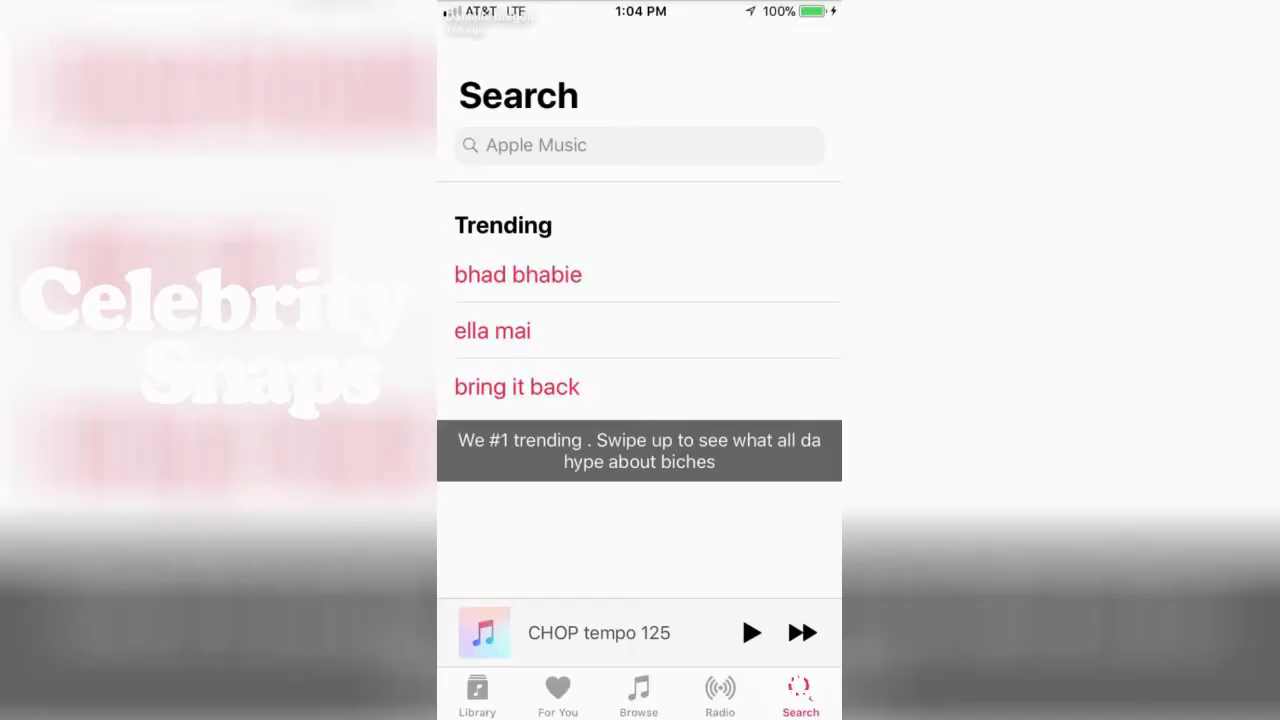 AT&T LTE 1:04 PM 100%
Danielle Bregoli
Search
Apple Music
Trending
bhad bhabie
ella mai
bring it back
We #1 trending . Swipe up to see what all da
hype about biches
Celebrity
Snaps
CHOP tempo 125
Library For You Browse Radio Search